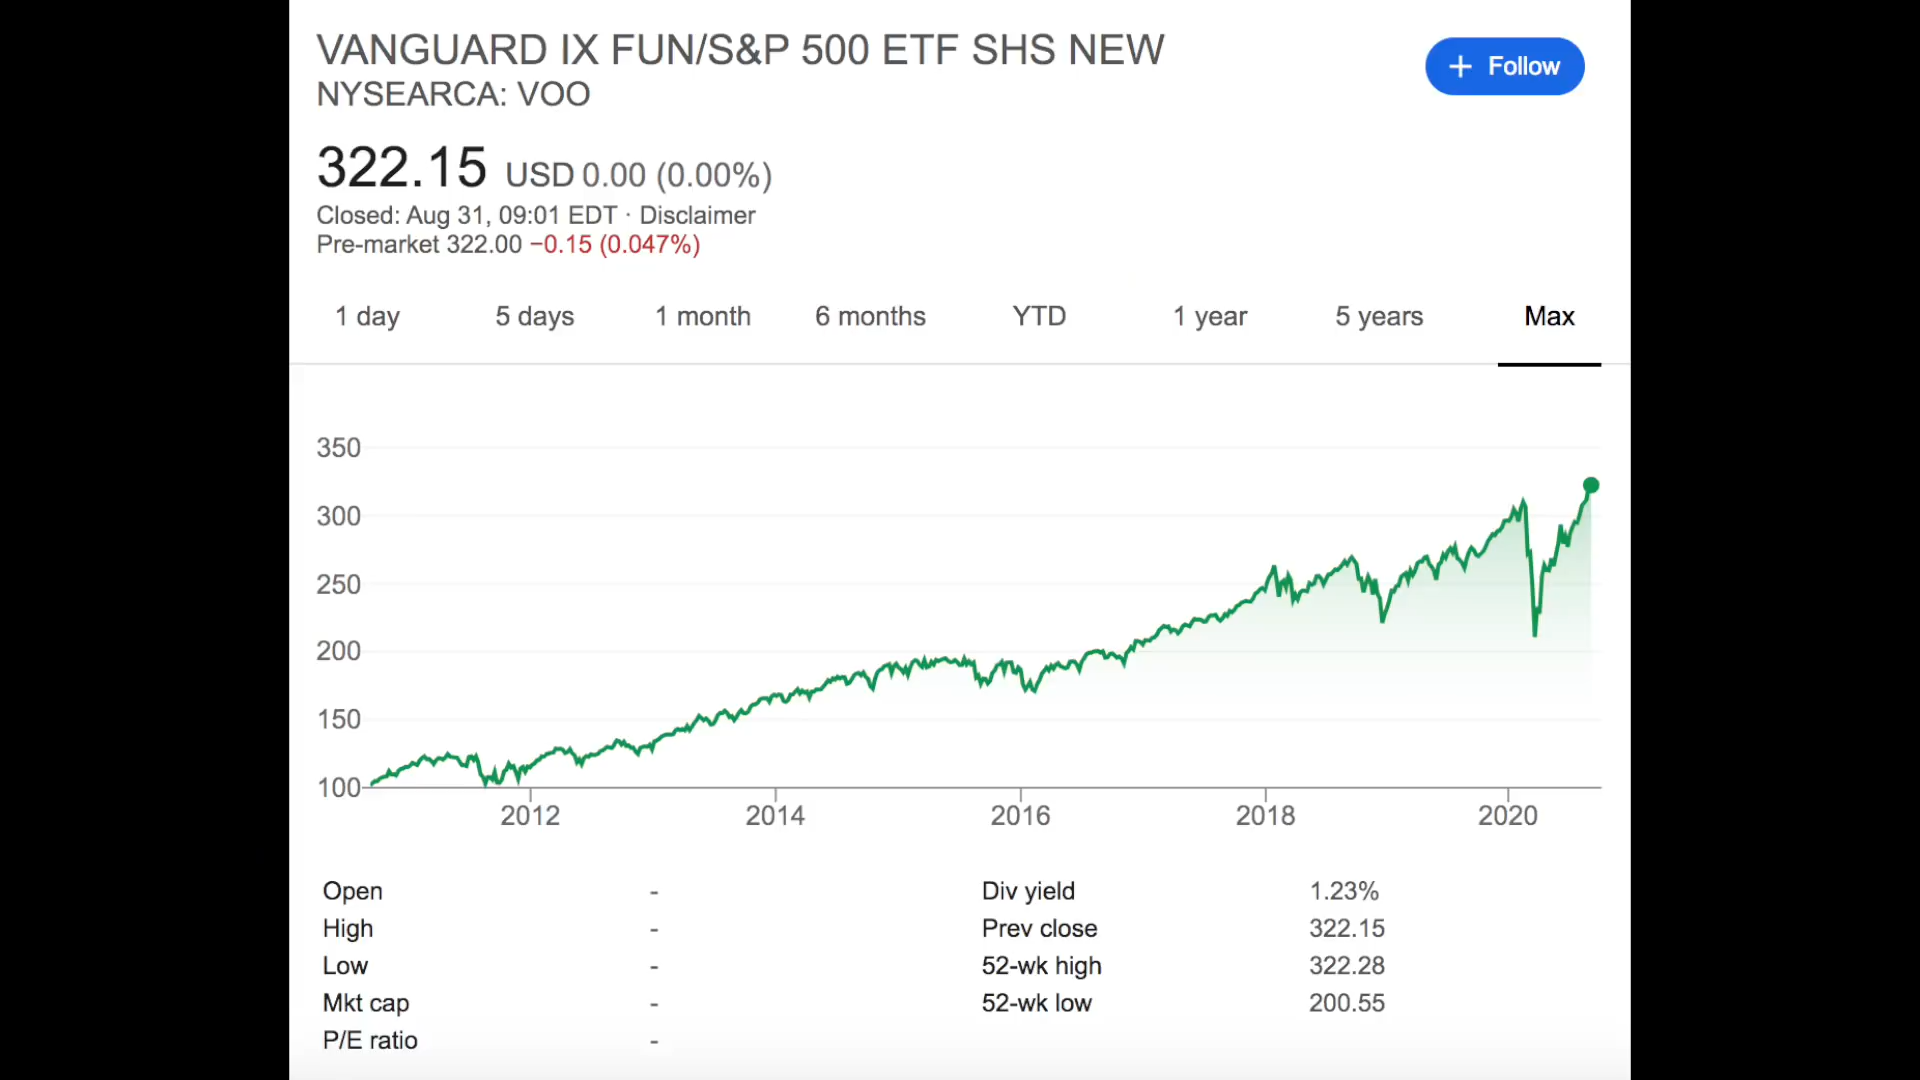 VANGUARD IX FUN/S&P 500 ETF SHS NEW
NYSEARCA: VOO
+ Follow
322.15 USD 0.00 (0.00%)
Closed: Aug 31, 09:01 EDT · Disclaimer
Pre-market 322.00 −0.15 (0.047%)
1 day 5 days 1 month 6 months YTD 1 year 5 years Max
350
300
250
200
150
100
2012 2014 2016 2018 2020
Open - Div yield 1.23%
High - Prev close 322.15
Low - 52-wk high 322.28
Mkt cap - 52-wk low 200.55
P/E ratio -